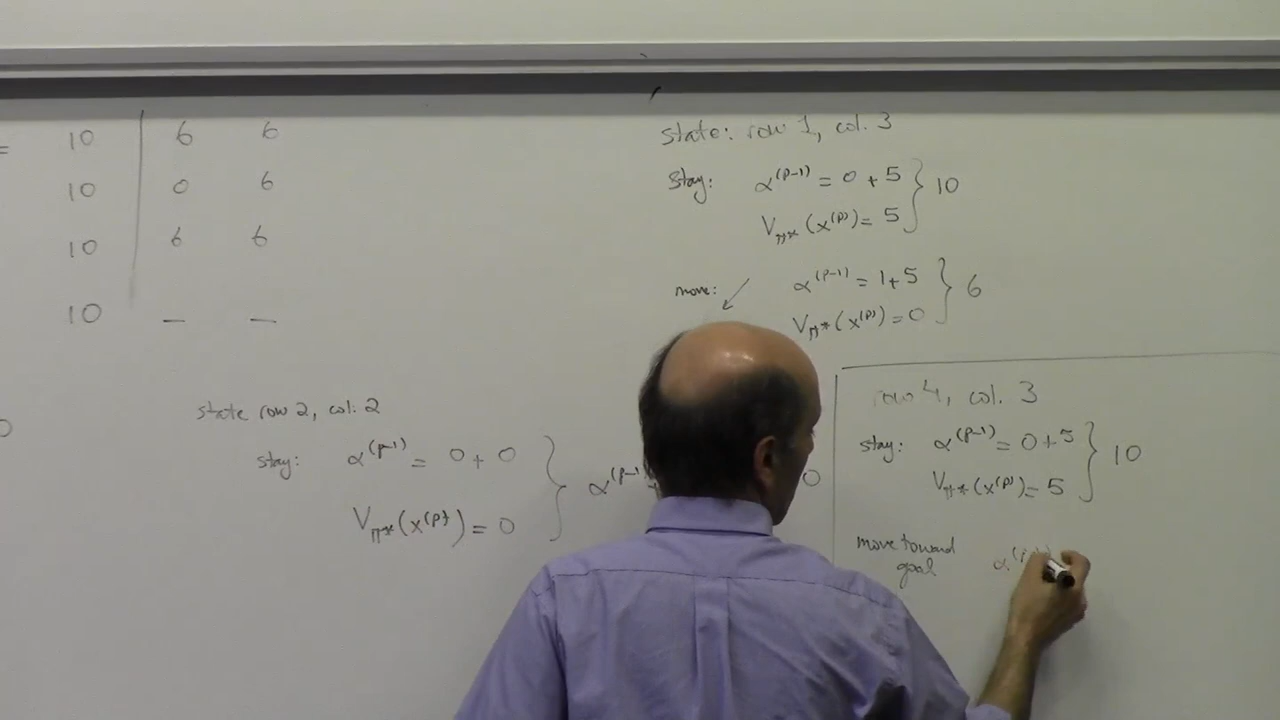 = 10 | 6 6
10 | 0 6
10 | 6 6
10 _ _
0
state row 2, col. 2
stay: α^(p-1) = 0 + 0
V_π*(x^(p)) = 0
} α^(p-1
0
state: row 1, col. 3
Stay: α^(p-1) = 0 + 5
V_π*(x^(p)) = 5
} 10
move: α^(p-1) = 1 + 5
V_π*(x^(p)) = 0
} 6
row 4, col. 3
stay: α^(p-1) = 0 + 5
V_π*(x^(p)) = 5
} 10
move toward
goal α^(